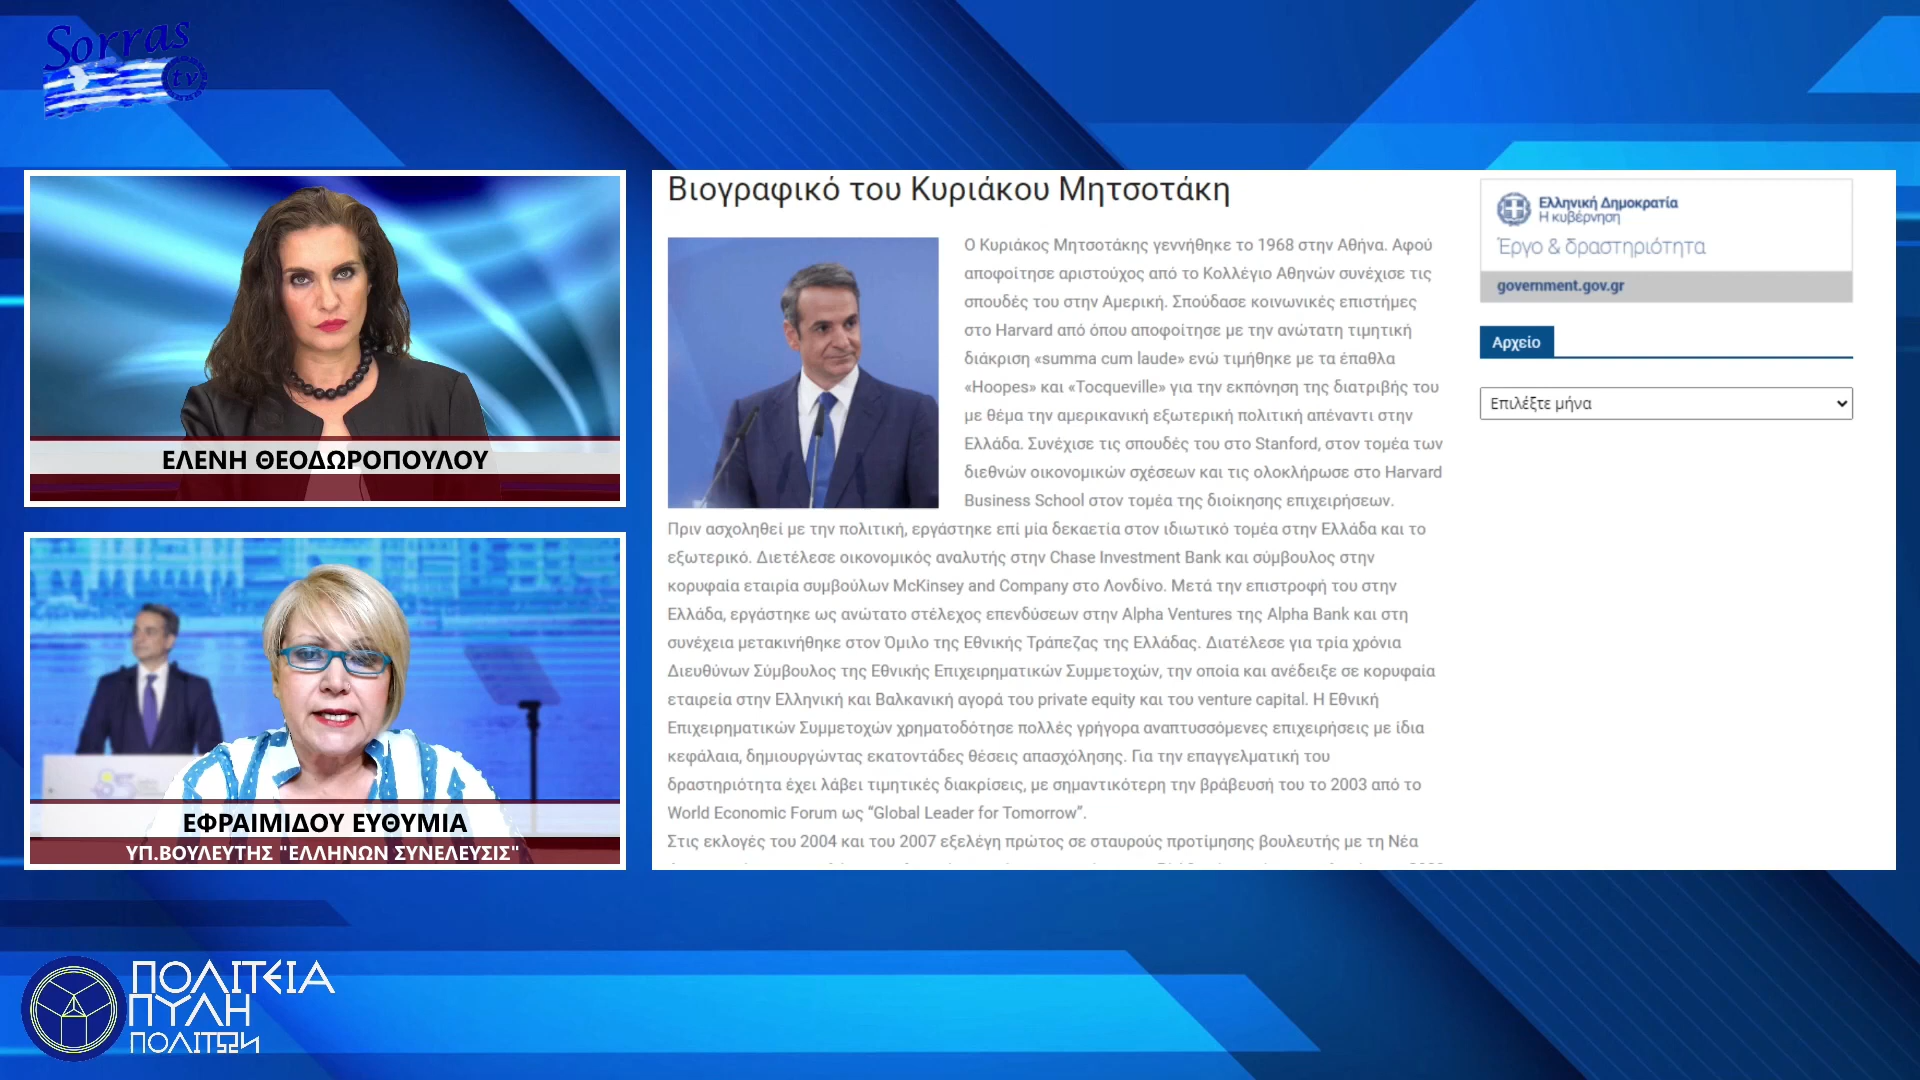 Sorras
tv
ΕΛΕΝΗ ΘΕΟΔΩΡΟΠΟΥΛΟΥ
ΕΦΡΑΙΜΙΔΟΥ ΕΥΘΥΜΙΑ
ΥΠ.ΒΟΥΛΕΥΤΗΣ "ΕΛΛΗΝΩΝ ΣΥΝΕΛΕΥΣΙΣ"
Βιογραφικό του Κυριάκου Μητσοτάκη
Ο Κυριάκος Μητσοτάκης γεννήθηκε το 1968 στην Αθήνα. Αφού
αποφοίτησε αριστούχος από το Κολλέγιο Αθηνών συνέχισε τις
σπουδές του στην Αμερική. Σπούδασε κοινωνικές επιστήμες
στο Harvard από όπου αποφοίτησε με την ανώτατη τιμητική
διάκριση «summa cum laude» ενώ τιμήθηκε με τα έπαθλα
«Hoopes» και «Tocqueville» για την εκπόνηση της διατριβής του
με θέμα την αμερικανική εξωτερική πολιτική απέναντι στην
Ελλάδα. Συνέχισε τις σπουδές του στο Stanford, στον τομέα των
διεθνών οικονομικών σχέσεων και τις ολοκλήρωσε στο Harvard
Business School στον τομέα της διοίκησης επιχειρήσεων.
Πριν ασχοληθεί με την πολιτική, εργάστηκε επί μία δεκαετία στον ιδιωτικό τομέα στην Ελλάδα και το
εξωτερικό. Διετέλεσε οικονομικός αναλυτής στην Chase Investment Bank και σύμβουλος στην
κορυφαία εταιρία συμβούλων McKinsey and Company στο Λονδίνο. Μετά την επιστροφή του στην
Ελλάδα, εργάστηκε ως ανώτατο στέλεχος επενδύσεων στην Alpha Ventures της Alpha Bank και στη
συνέχεια μετακινήθηκε στον Όμιλο της Εθνικής Τράπεζας της Ελλάδας. Διατέλεσε για τρία χρόνια
Διευθύνων Σύμβουλος της Εθνικής Επιχειρηματικών Συμμετοχών, την οποία και ανέδειξε σε κορυφαία
εταιρεία στην Ελληνική και Βαλκανική αγορά του private equity και του venture capital. Η Εθνική
Επιχειρηματικών Συμμετοχών χρηματοδότησε πολλές γρήγορα αναπτυσσόμενες επιχειρήσεις με ίδια
κεφάλαια, δημιουργώντας εκατοντάδες θέσεις απασχόλησης. Για την επαγγελματική του
δραστηριότητα έχει λάβει τιμητικές διακρίσεις, με σημαντικότερη την βράβευσή του το 2003 από το
World Economic Forum ως “Global Leader for Tomorrow”.
Στις εκλογές του 2004 και του 2007 εξελέγη πρώτος σε σταυρούς προτίμησης βουλευτής με τη Νέα
Ελληνική Δημοκρατία
Η κυβέρνηση
Έργο & δραστηριότητα
government.gov.gr
Αρχείο
Επιλέξτε μήνα
ΠΟΛΙΤΕΙΑ
ΠΥΛΗ
ΠΟΛΙΤΩΝ